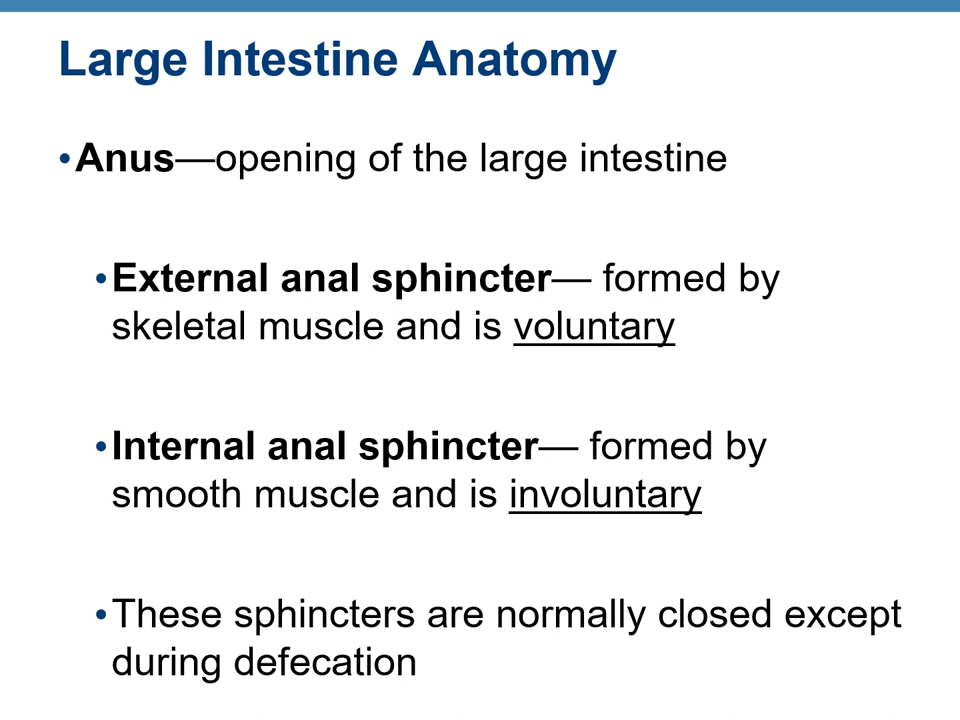 Large Intestine Anatomy
•Anus—opening of the large intestine
•External anal sphincter— formed by
skeletal muscle and is voluntary
•Internal anal sphincter— formed by
smooth muscle and is involuntary
•These sphincters are normally closed except
during defecation